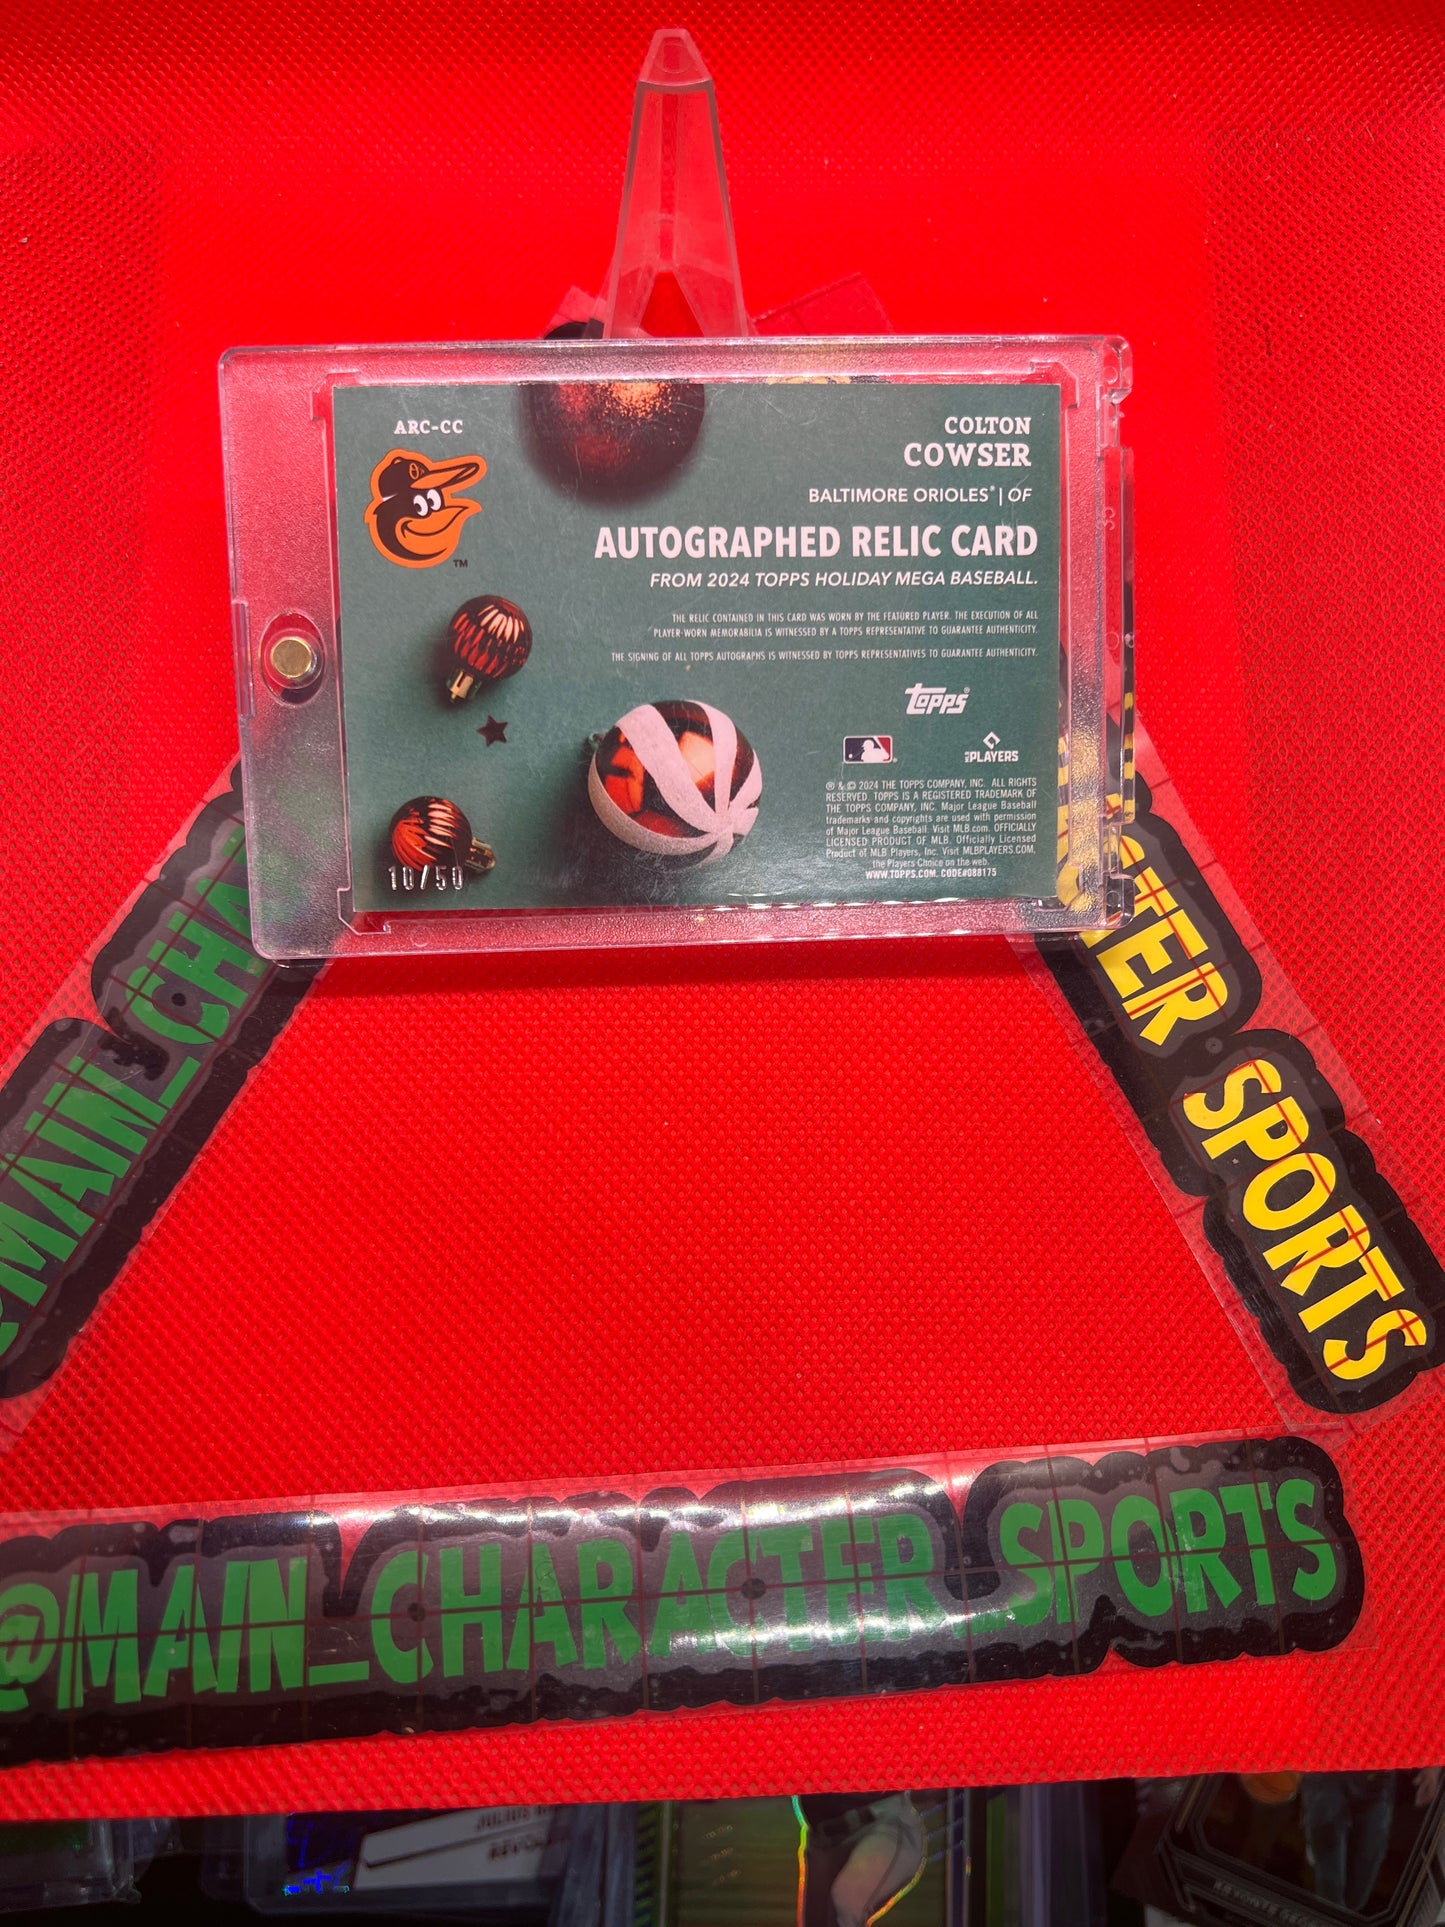 ARC-CC
COLTON
COWSER
BALTIMORE ORIOLES® | OF
AUTOGRAPHED RELIC CARD
FROM 2024 TOPPS HOLIDAY MEGA BASEBALL.
TM
THE RELIC CONTAINED IN THIS CARD WAS WORN BY THE FEATURED PLAYER. THE EXECUTION OF ALL
PLAYER-WORN MEMORABILIA IS WITNESSED BY A TOPPS REPRESENTATIVE TO GUARANTEE AUTHENTICITY.
THE SIGNING OF ALL TOPPS AUTOGRAPHS IS WITNESSED BY TOPPS REPRESENTATIVES TO GUARANTEE AUTHENTICITY.
Topps®
MLB PLAYERS
® & © 2024 THE TOPPS COMPANY, INC. ALL RIGHTS
RESERVED. TOPPS IS A REGISTERED TRADEMARK OF
THE TOPPS COMPANY, INC. Major League Baseball
trademarks and copyrights are used with permission
of Major League Baseball. Visit MLB.com. OFFICIALLY
LICENSED PRODUCT OF MLB. Officially Licensed
Product of MLB Players, Inc. Visit MLBPLAYERS.COM,
the Players Choice on the web.
WWW.TOPPS.COM. CODE#088175
10/50
@MAIN_CHA
CTER SPORTS
@MAIN_CHARACTER_SPORTS
JULIUS
REVOL